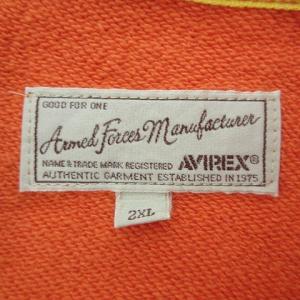 GOOD FOR ONE
Armed Forces Manufacturer
NAME & TRADE MARK REGISTERED AVIREX®
AUTHENTIC GARMENT ESTABLISHED IN 1975
2XL